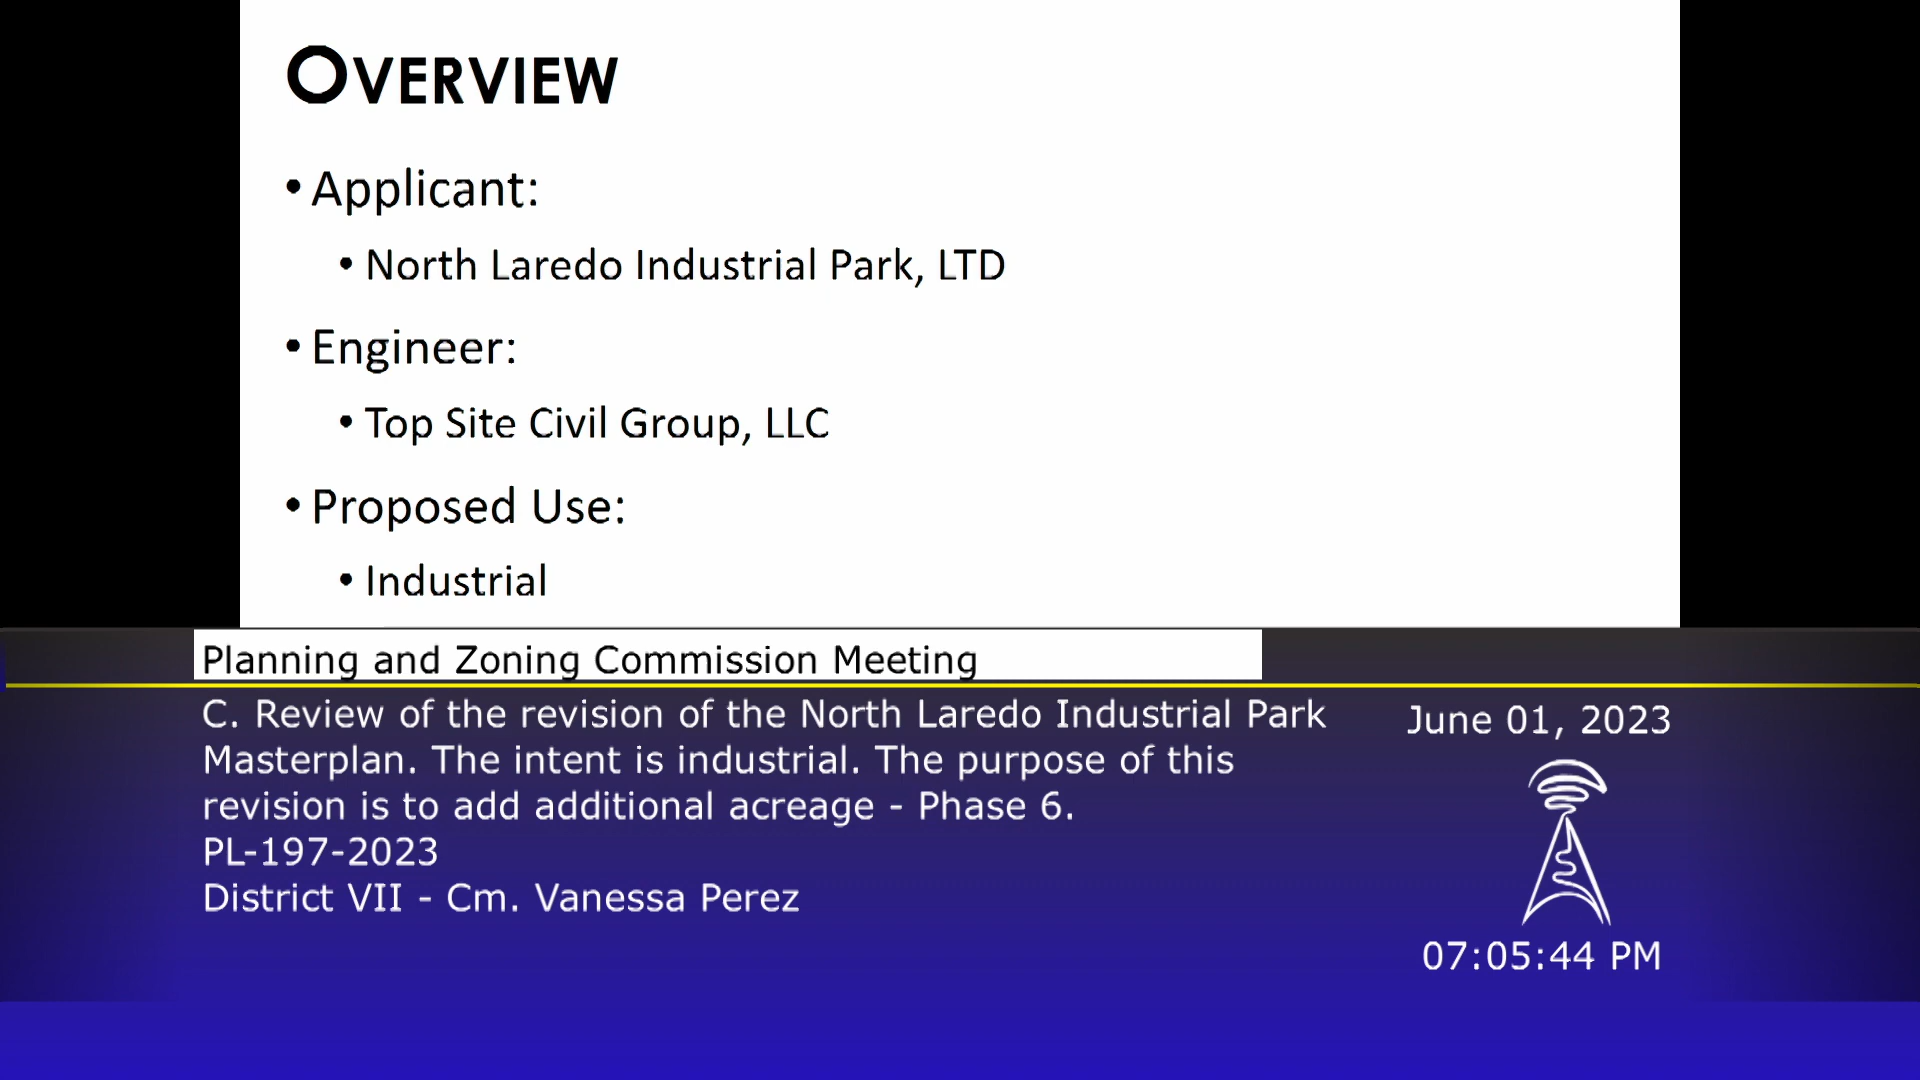 OVERVIEW
• Applicant:
• North Laredo Industrial Park, LTD
• Engineer:
• Top Site Civil Group, LLC
• Proposed Use:
• Industrial
Planning and Zoning Commission Meeting
C. Review of the revision of the North Laredo Industrial Park
Masterplan. The intent is industrial. The purpose of this
revision is to add additional acreage - Phase 6.
PL-197-2023
District VII - Cm. Vanessa Perez
June 01, 2023
07:05:44 PM